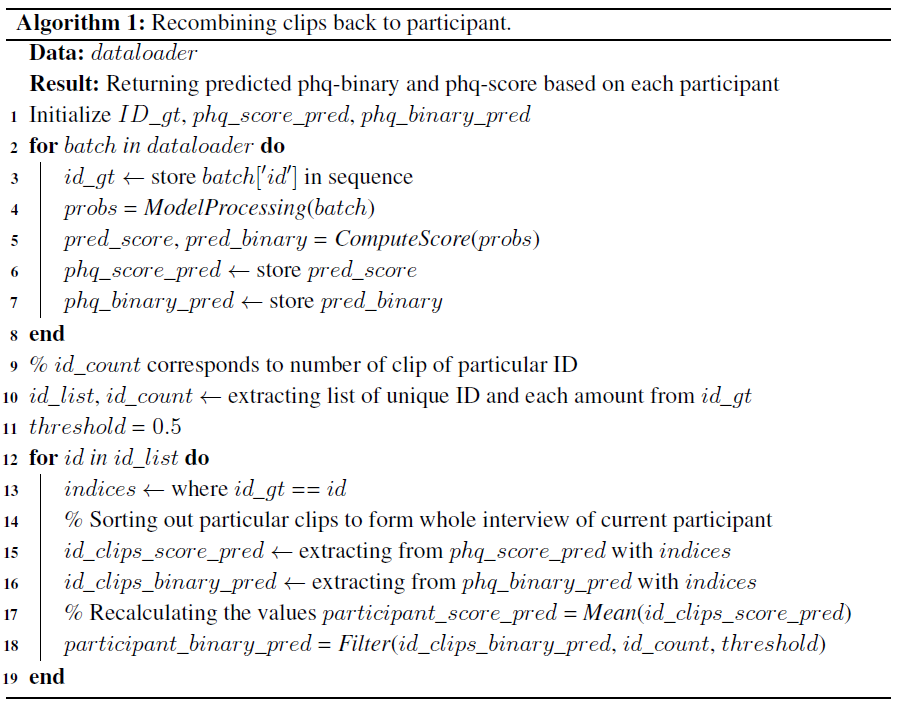 Algorithm 1: Recombining clips back to participant.
Data: dataloader
Result: Returning predicted phq-binary and phq-score based on each participant
1 Initialize ID_gt, phq_score_pred, phq_binary_pred
2 for batch in dataloader do
3 id_gt ← store batch['id'] in sequence
4 probs = ModelProcessing(batch)
5 pred_score, pred_binary = ComputeScore(probs)
6 phq_score_pred ← store pred_score
7 phq_binary_pred ← store pred_binary
8 end
9 % id_count corresponds to number of clip of particular ID
10 id_list, id_count ← extracting list of unique ID and each amount from id_gt
11 threshold = 0.5
12 for id in id_list do
13 indices ← where id_gt == id
14 % Sorting out particular clips to form whole interview of current participant
15 id_clips_score_pred ← extracting from phq_score_pred with indices
16 id_clips_binary_pred ← extracting from phq_binary_pred with indices
17 % Recalculating the values participant_score_pred = Mean(id_clips_score_pred)
18 participant_binary_pred = Filter(id_clips_binary_pred, id_count, threshold)
19 end